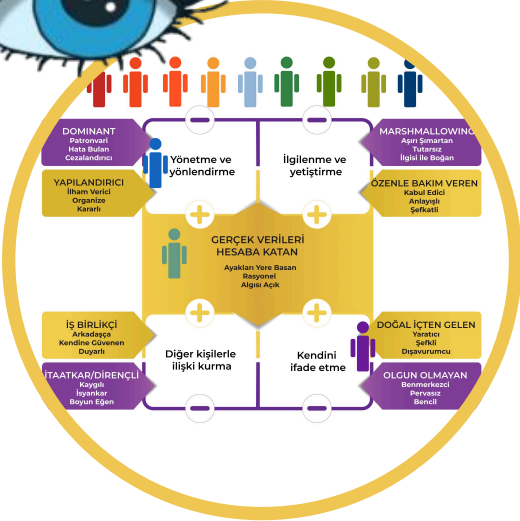 DOMINANT
Patronvari
Hata Bulan
Cezalandırıcı
YAPILANDIRICI
İlham Verici
Organize
Kararlı
Yönetme ve
yönlendirme
İlgilenme ve
yetiştirme
MARSHMALLOWING
Aşırı Şımartan
Tutarsız
İlgisi ile Boğan
ÖZENLE BAKIM VEREN
Kabul Edici
Anlayışlı
Şefkatli
GERÇEK VERİLERİ
HESABA KATAN
Ayakları Yere Basan
Rasyonel
Algısı Açık
İŞ BİRLİKÇİ
Arkadaşça
Kendine Güvenen
Duyarlı
İTAATKAR/DİRENÇLİ
Kaygılı
İsyankar
Boyun Eğen
Diğer kişilerle
ilişki kurma
Kendini
ifade etme
DOĞAL İÇTEN GELEN
Yaratıcı
Şefkli
Dışavurumcu
OLGUN OLMAYAN
Benmerkezci
Pervasız
Bencil